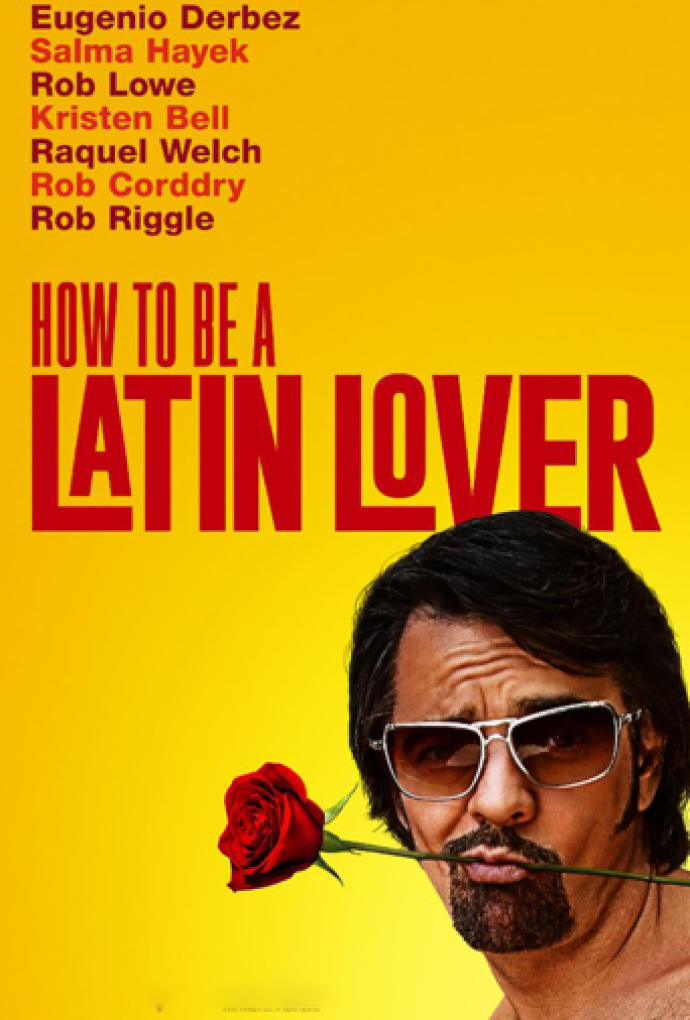 Eugenio Derbez
Salma Hayek
Rob Lowe
Kristen Bell
Raquel Welch
Rob Corddry
Rob Riggle
HOW TO BE A
LATIN LOVER